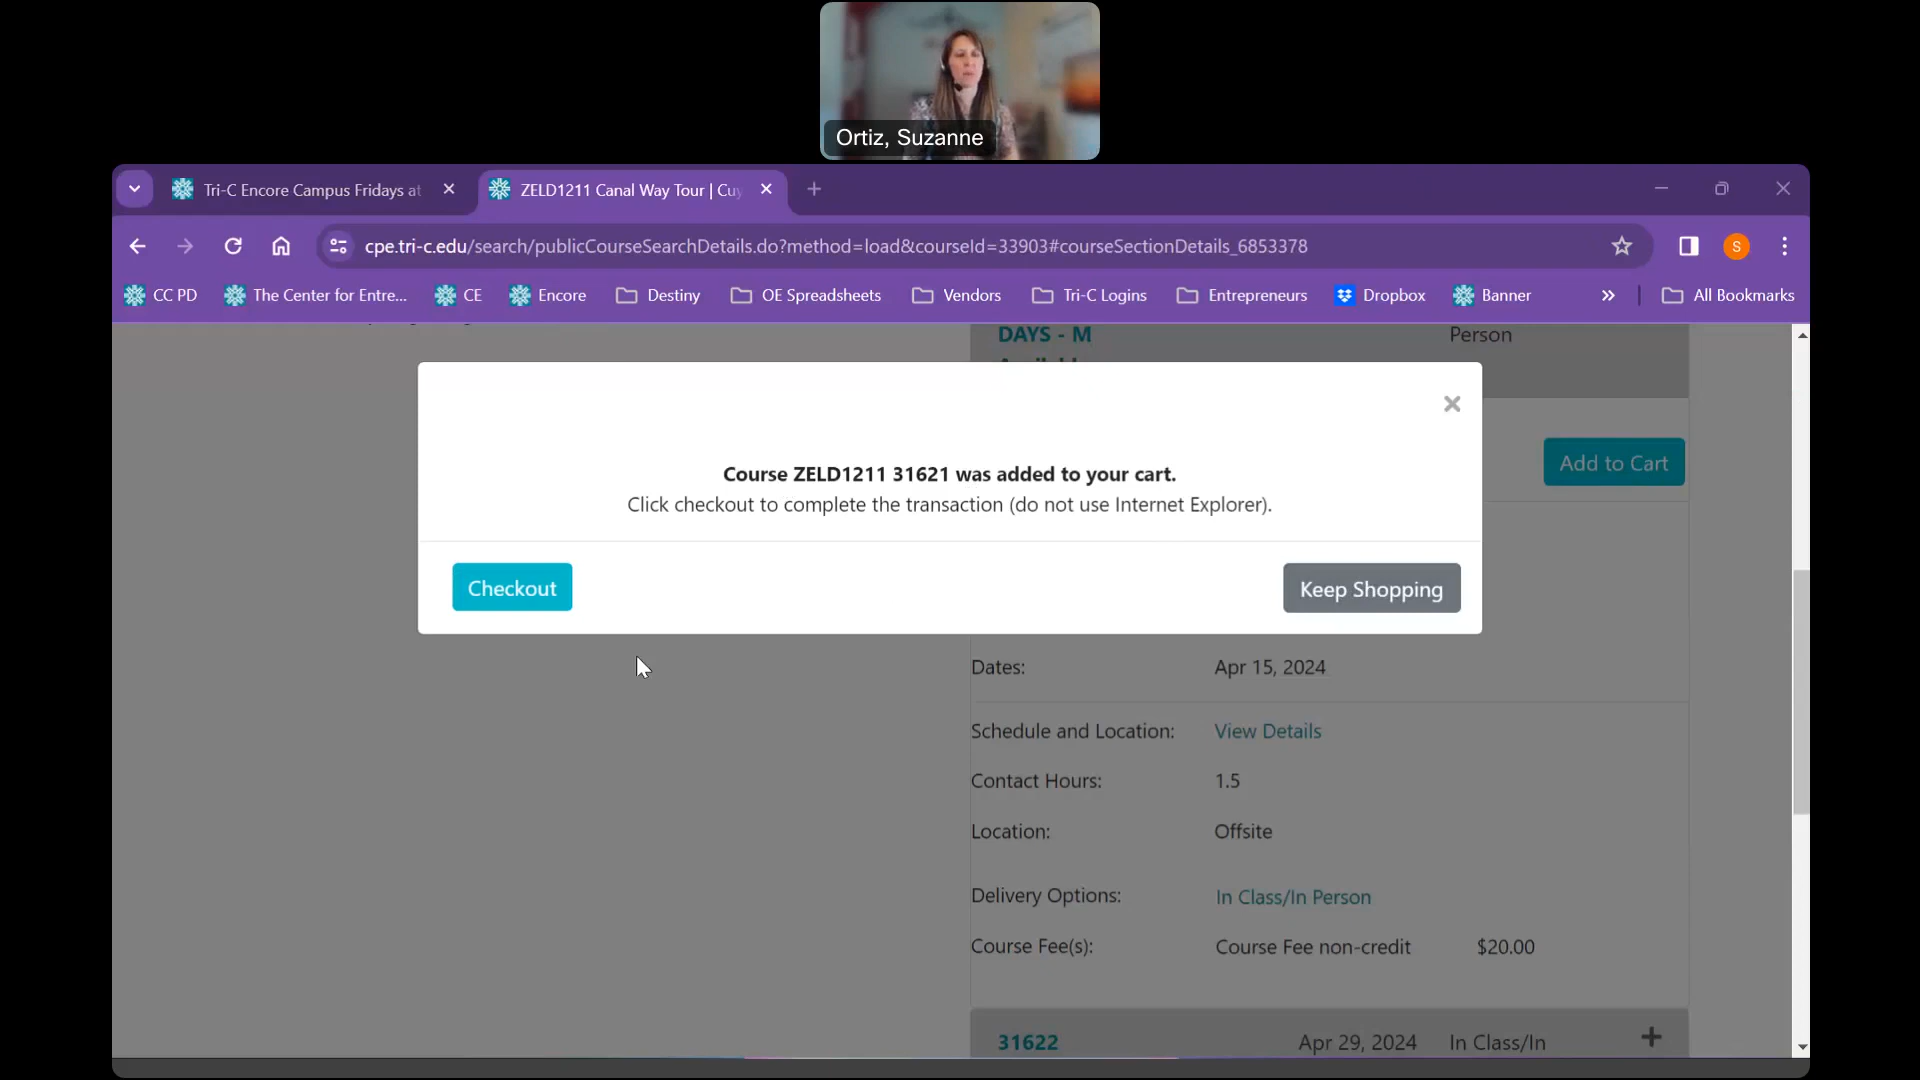 Ortiz, Suzanne
Tri-C Encore Campus Fridays at
ZELD1211 Canal Way Tour | Cuy
cpe.tri-c.edu/search/publicCourseSearchDetails.do?method=load&courseId=33903#courseSectionDetails_6853378
S
CC PD
The Center for Entre...
CE
Encore
Destiny
OE Spreadsheets
Vendors
Tri-C Logins
Entrepreneurs
Dropbox
Banner
All Bookmarks
DAYS - M
Person
Add to Cart
Course ZELD1211 31621 was added to your cart.
Click checkout to complete the transaction (do not use Internet Explorer).
Checkout
Keep Shopping
Dates: Apr 15, 2024
Schedule and Location: View Details
Contact Hours: 1.5
Location: Offsite
Delivery Options: In Class/In Person
Course Fee(s): Course Fee non-credit $20.00
31622 Apr 29, 2024 In Class/In